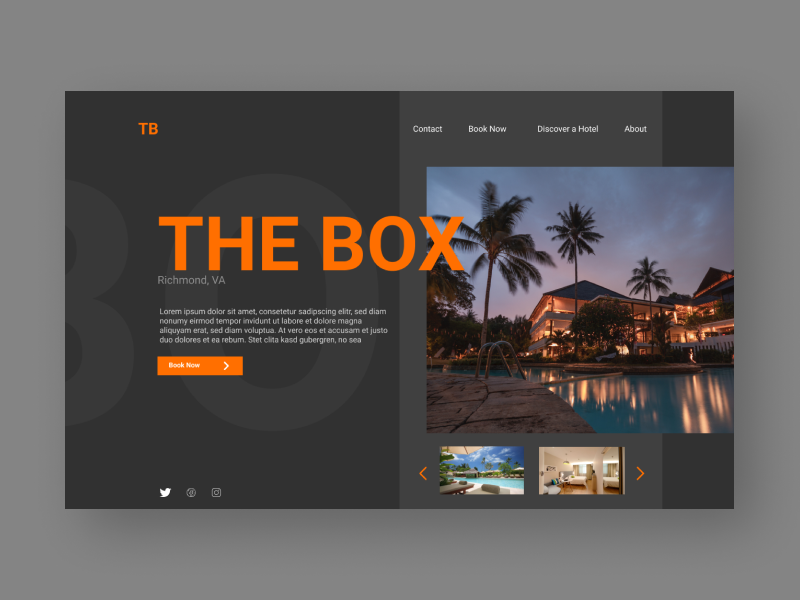 TB
Contact
Book Now
Discover a Hotel
About
BO
THE BOX
Richmond, VA
Lorem ipsum dolor sit amet, consetetur sadipscing elitr, sed diam
nonumy eirmod tempor invidunt ut labore et dolore magna
aliquyam erat, sed diam voluptua. At vero eos et accusam et justo
duo dolores et ea rebum. Stet clita kasd gubergren, no sea
Book Now